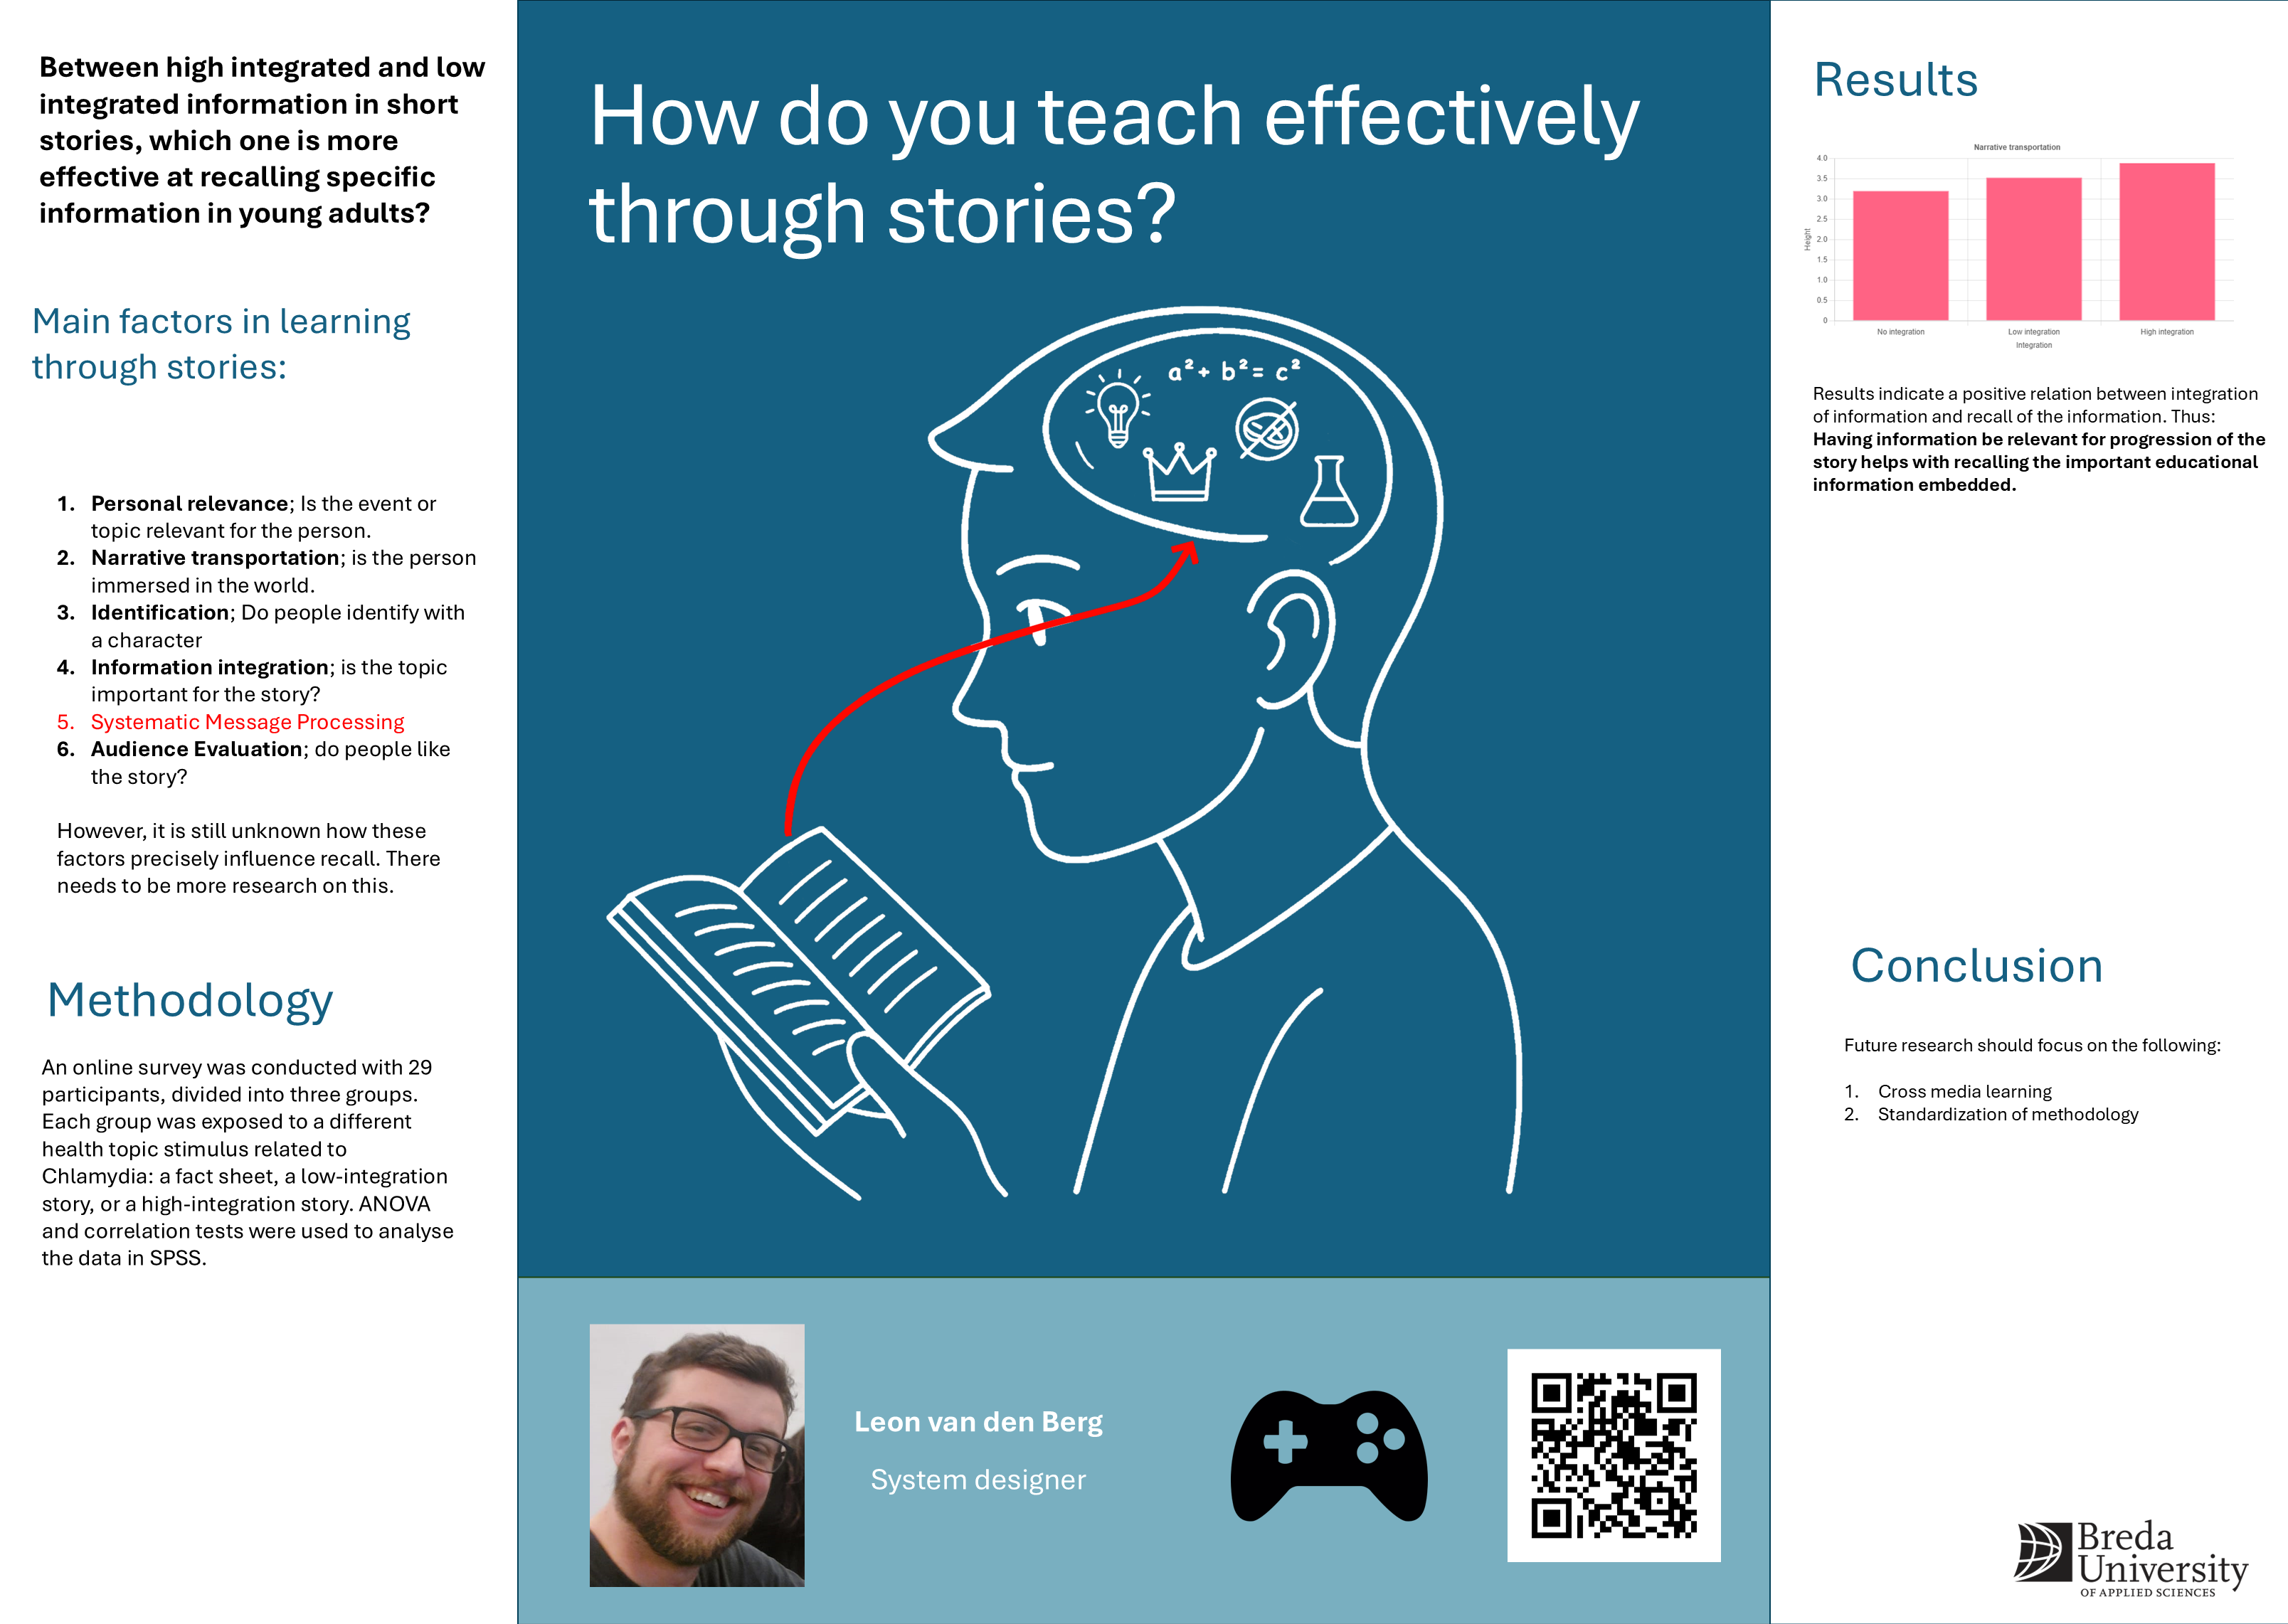 Between high integrated and low
integrated information in short
stories, which one is more
effective at recalling specific
information in young adults?
Main factors in learning
through stories:
1. Personal relevance; Is the event or
topic relevant for the person.
2. Narrative transportation; is the person
immersed in the world.
3. Identification; Do people identify with
a character
4. Information integration; is the topic
important for the story?
5. Systematic Message Processing
6. Audience Evaluation; do people like
the story?
However, it is still unknown how these
factors precisely influence recall. There
needs to be more research on this.
Methodology
An online survey was conducted with 29
participants, divided into three groups.
Each group was exposed to a different
health topic stimulus related to
Chlamydia: a fact sheet, a low-integration
story, or a high-integration story. ANOVA
and correlation tests were used to analyse
the data in SPSS.
How do you teach effectively
through stories?
a² + b² = c²
Leon van den Berg
System designer
Results
Narrative transportation
4.0
3.5
3.0
2.5
2.0
1.5
1.0
0.5
0
Height
No integration Low integration High integration
Integration
Results indicate a positive relation between integration
of information and recall of the information. Thus:
Having information be relevant for progression of the
story helps with recalling the important educational
information embedded.
Conclusion
Future research should focus on the following:
1. Cross media learning
2. Standardization of methodology
Breda
University
OF APPLIED SCIENCES